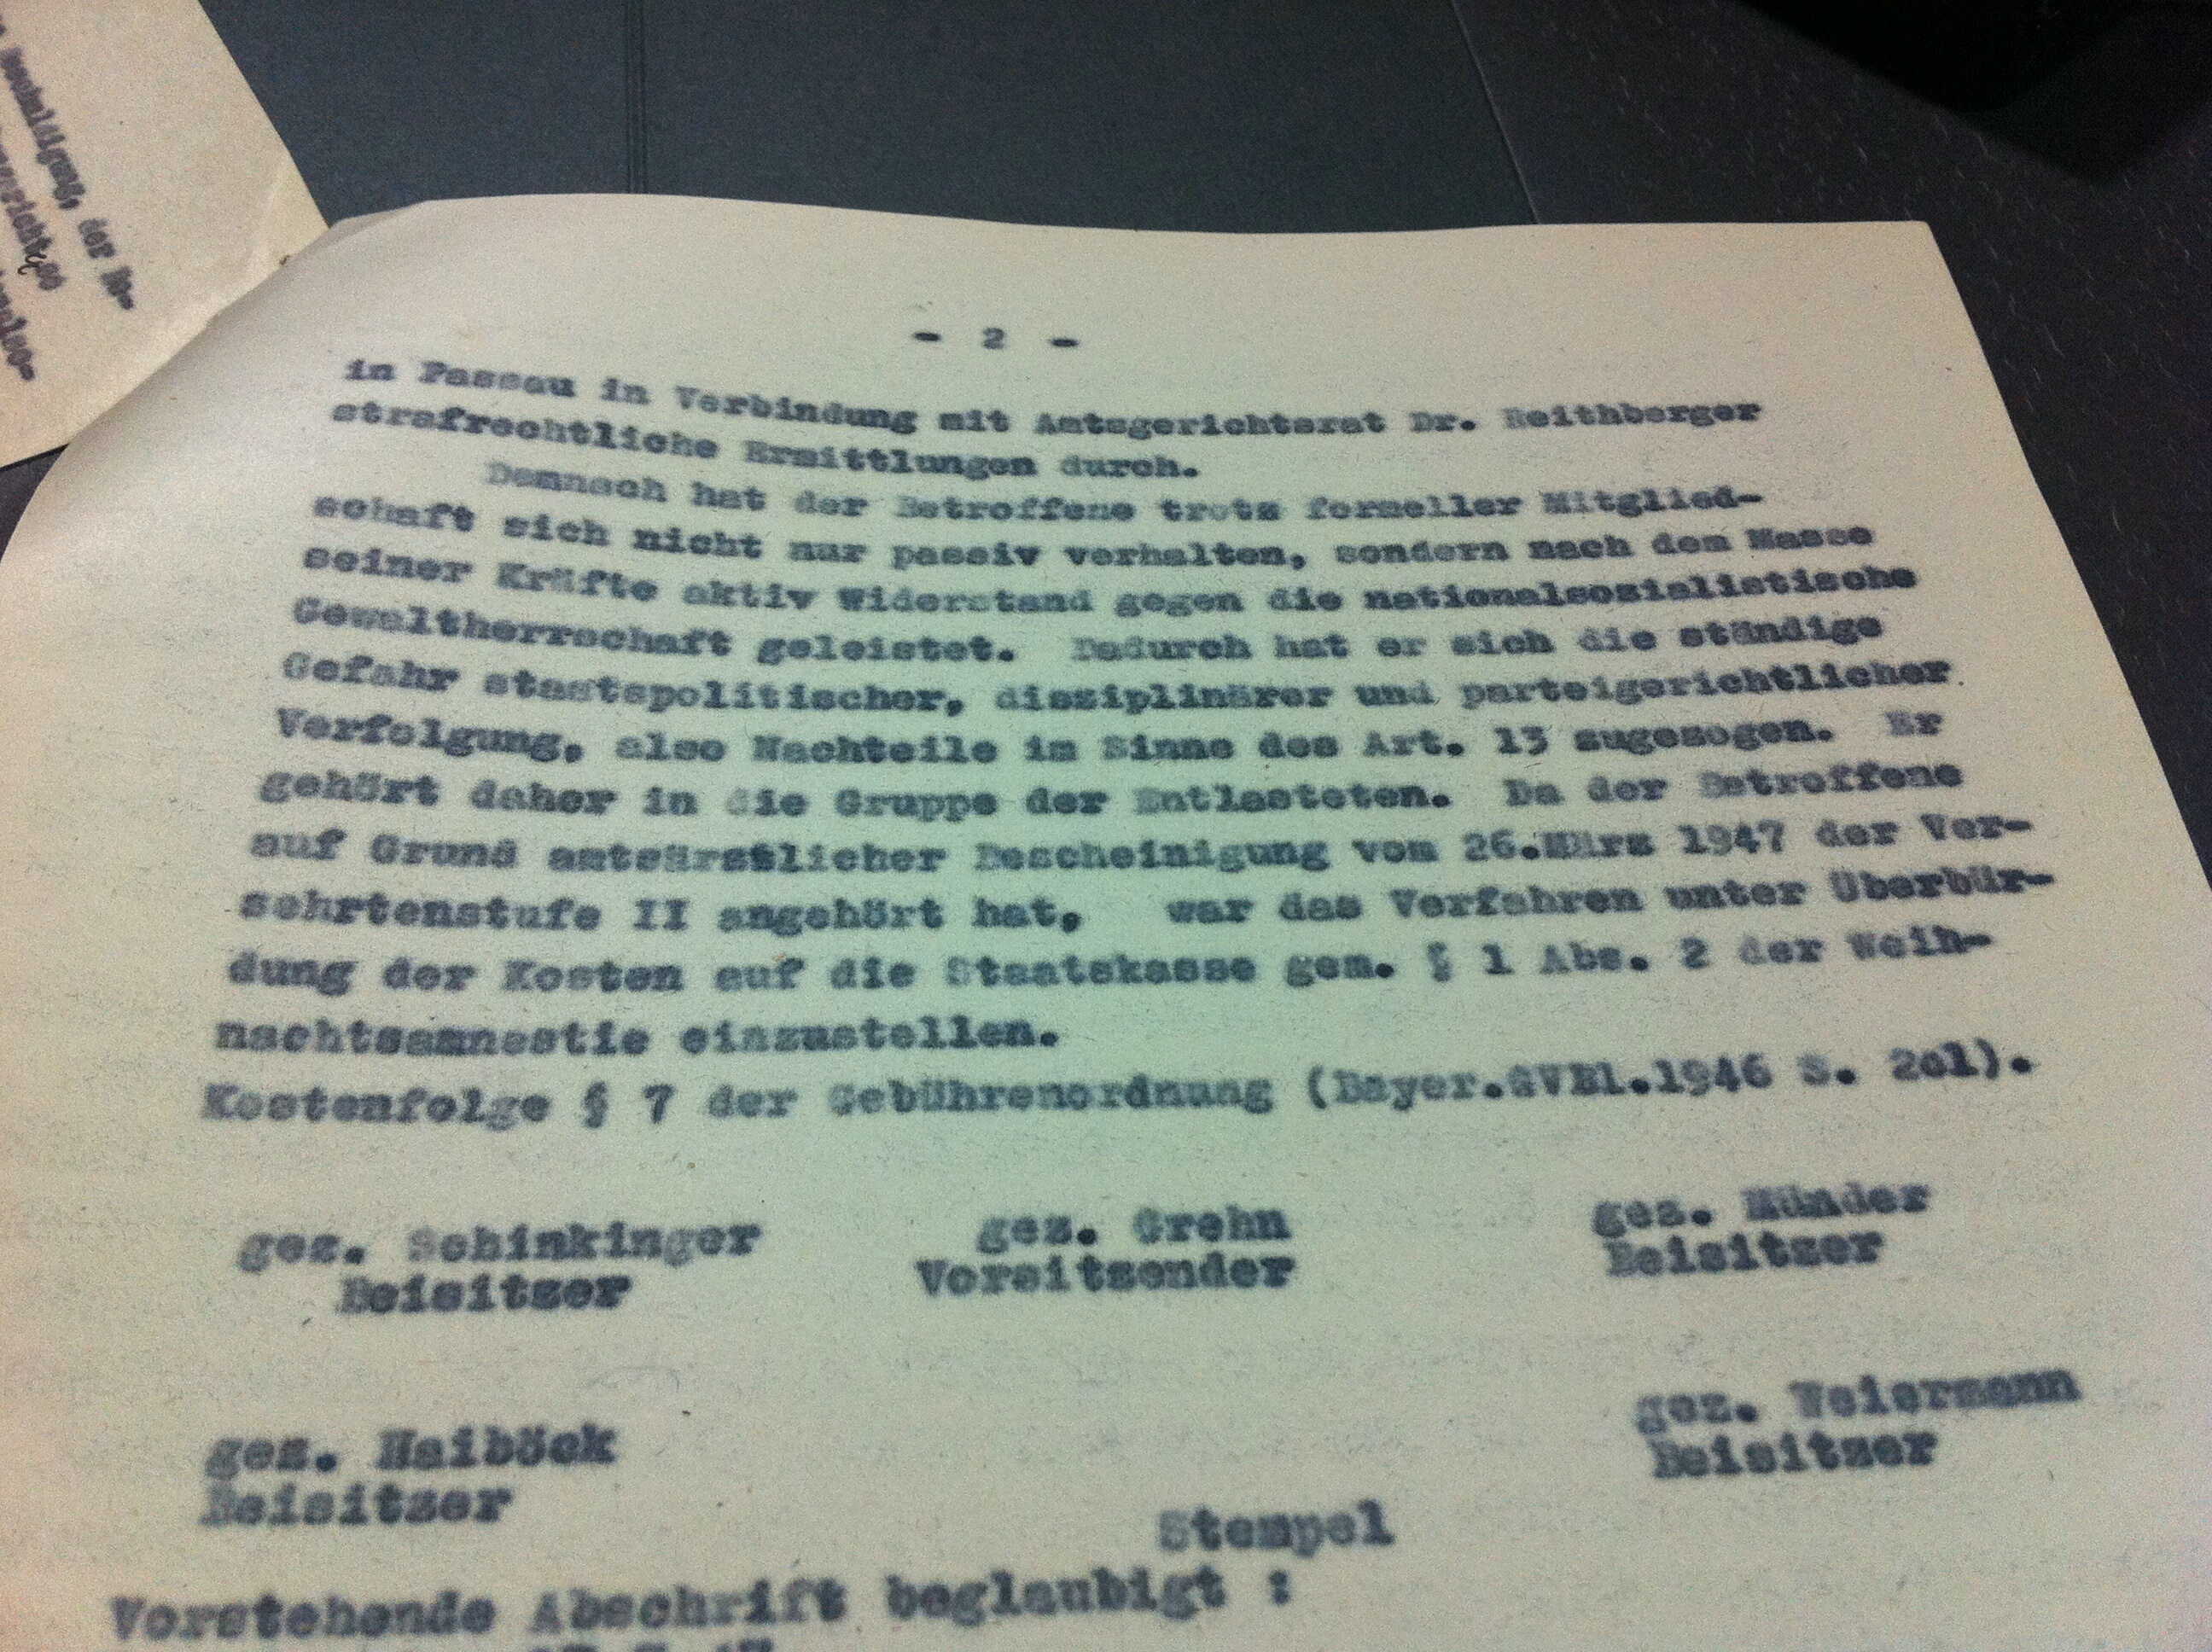 der Er-
- 2 -
in Passau in Verbindung mit Amtsgerichtsrat Dr. Reithberger
strafrechtliche Ermittlungen durch.
Demnach hat der Betroffene trotz formeller Mitglied-
schaft sich nicht nur passiv verhalten, sondern nach dem Masse
seiner Kräfte aktiv Widerstand gegen die nationalsozialistische
Gewaltherrschaft geleistet. Dadurch hat er sich die ständige
Gefahr staatspolitischer, disziplinärer und parteigerichtlicher
Verfolgung, also Nachteile im Sinne des Art. 13 zugezogen. Er
gehört daher in die Gruppe der Entlasteten. Da der Betroffene
auf Grund amtsärztlicher Bescheinigung vom 26.März 1947 der Ver-
sehrtenstufe II angehört hat, war das Verfahren unter Überbür-
dung der Kosten auf die Staatskasse gem. § 1 Abs. 2 der Weih-
nachtsamnestie einzustellen.
Kostenfolge § 7 der Gebührenordnung (Bayer.GVBl.1946 S. 2o1).
gez. Schinkinger gez. Grehn gez. Münder
Beisitzer Vorsitzender Beisitzer
gez. Haiböck gez. Weiermann
Beisitzer Beisitzer
Stempel
Vorstehende Abschrift beglaubigt :